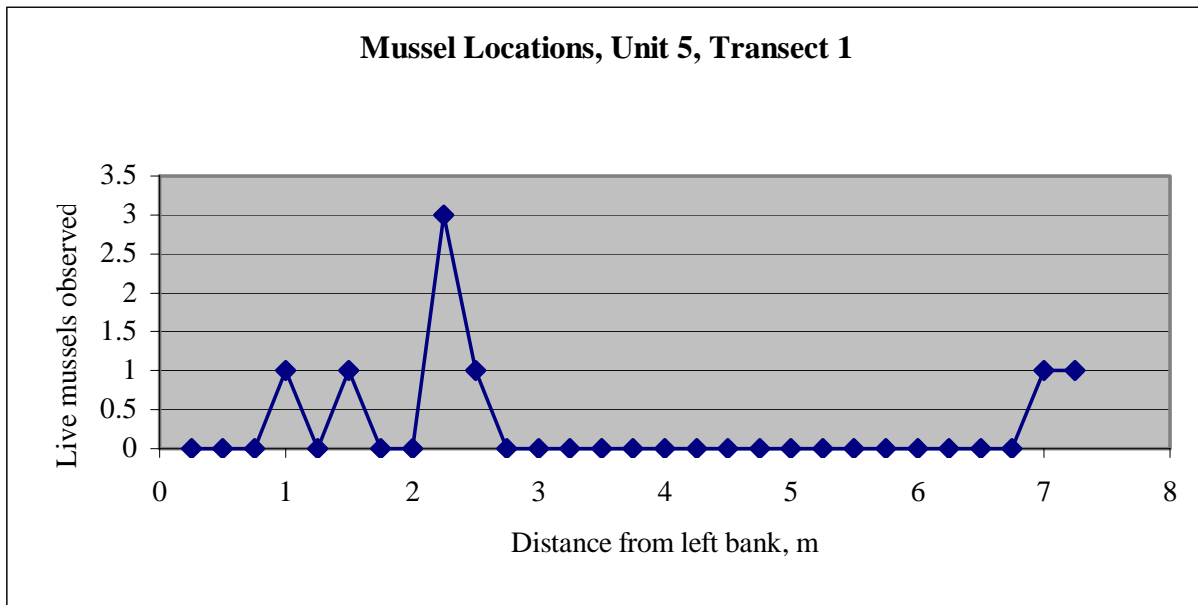 Mussel Locations, Unit 5, Transect 1
Live mussels observed
3.5
3
2.5
2
1.5
1
0.5
0
0 1 2 3 4 5 6 7 8
Distance from left bank, m